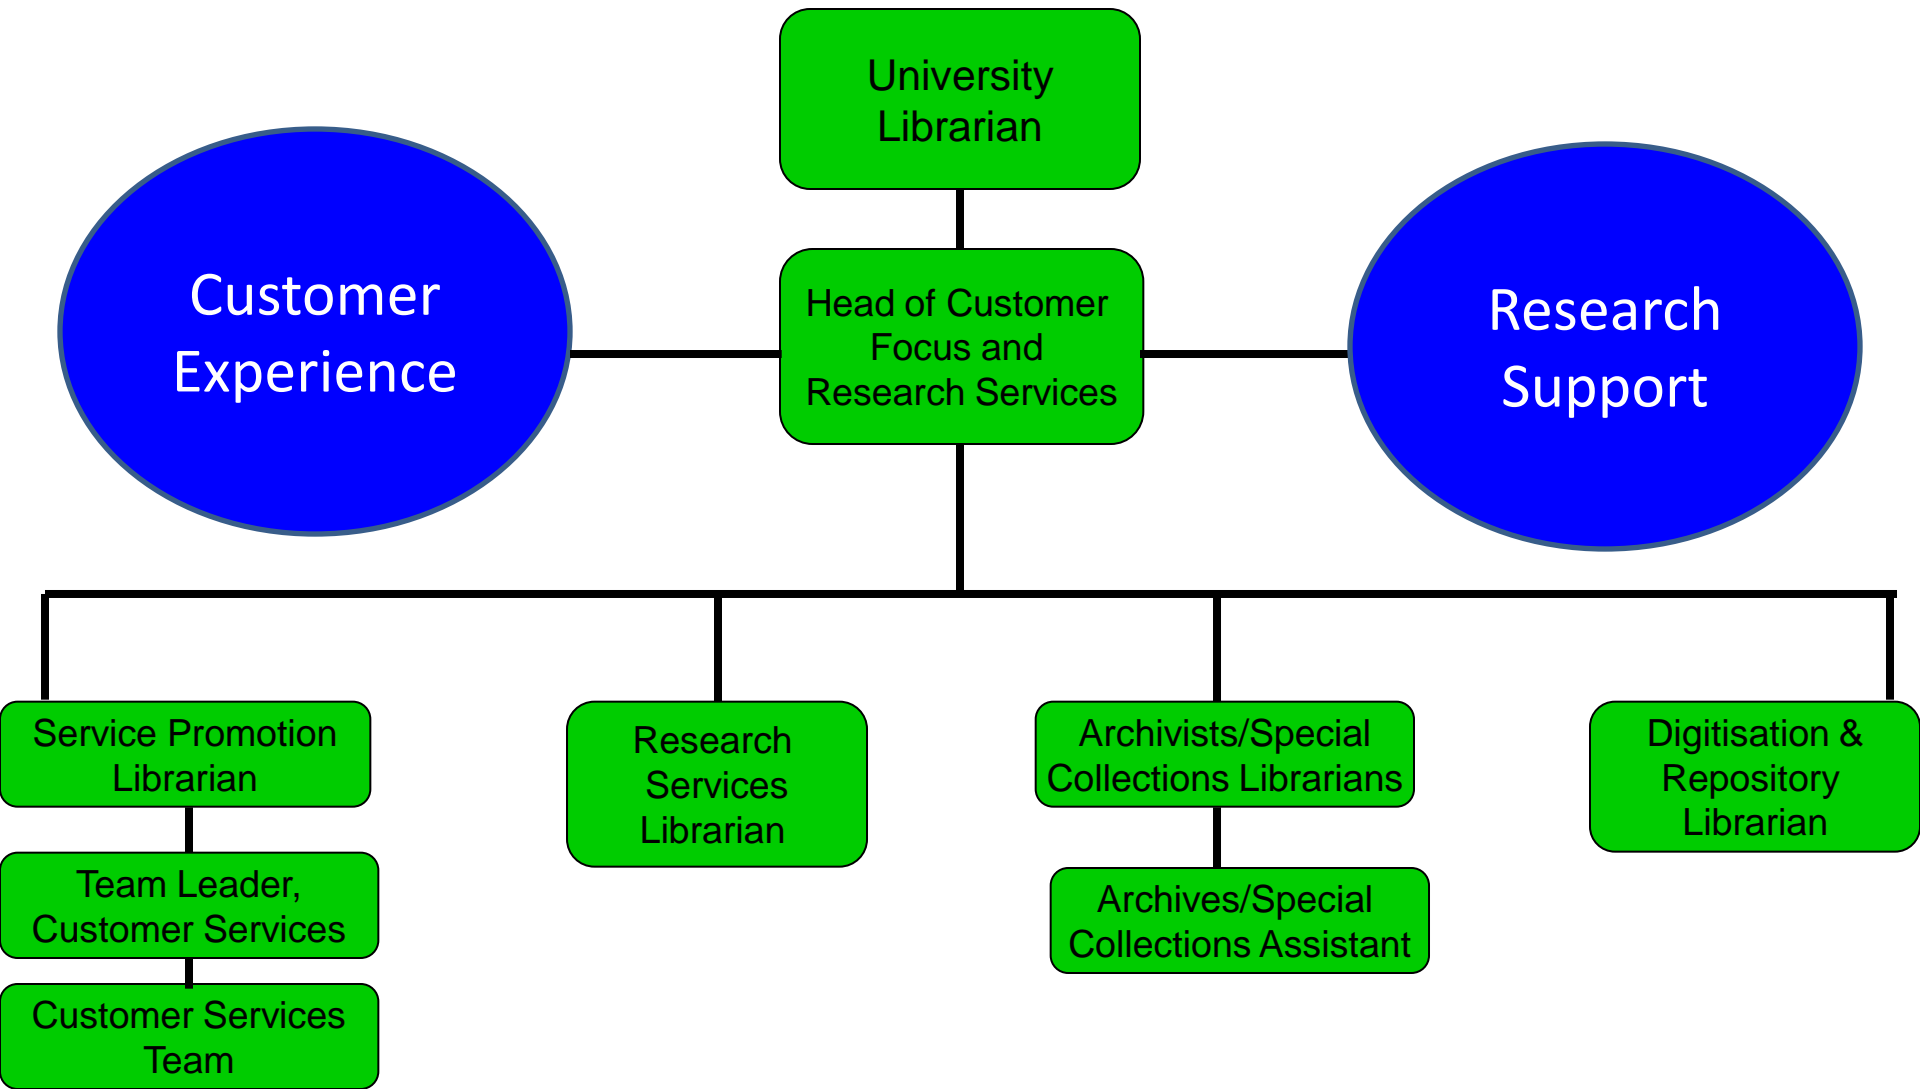 University
Librarian
Customer
Experience
Head of Customer
Focus and
Research Services
Research
Support
Service Promotion
Librarian
Research
Services
Librarian
Archivists/Special
Collections Librarians
Digitisation &
Repository
Librarian
Team Leader,
Customer Services
Archives/Special
Collections Assistant
Customer Services
Team